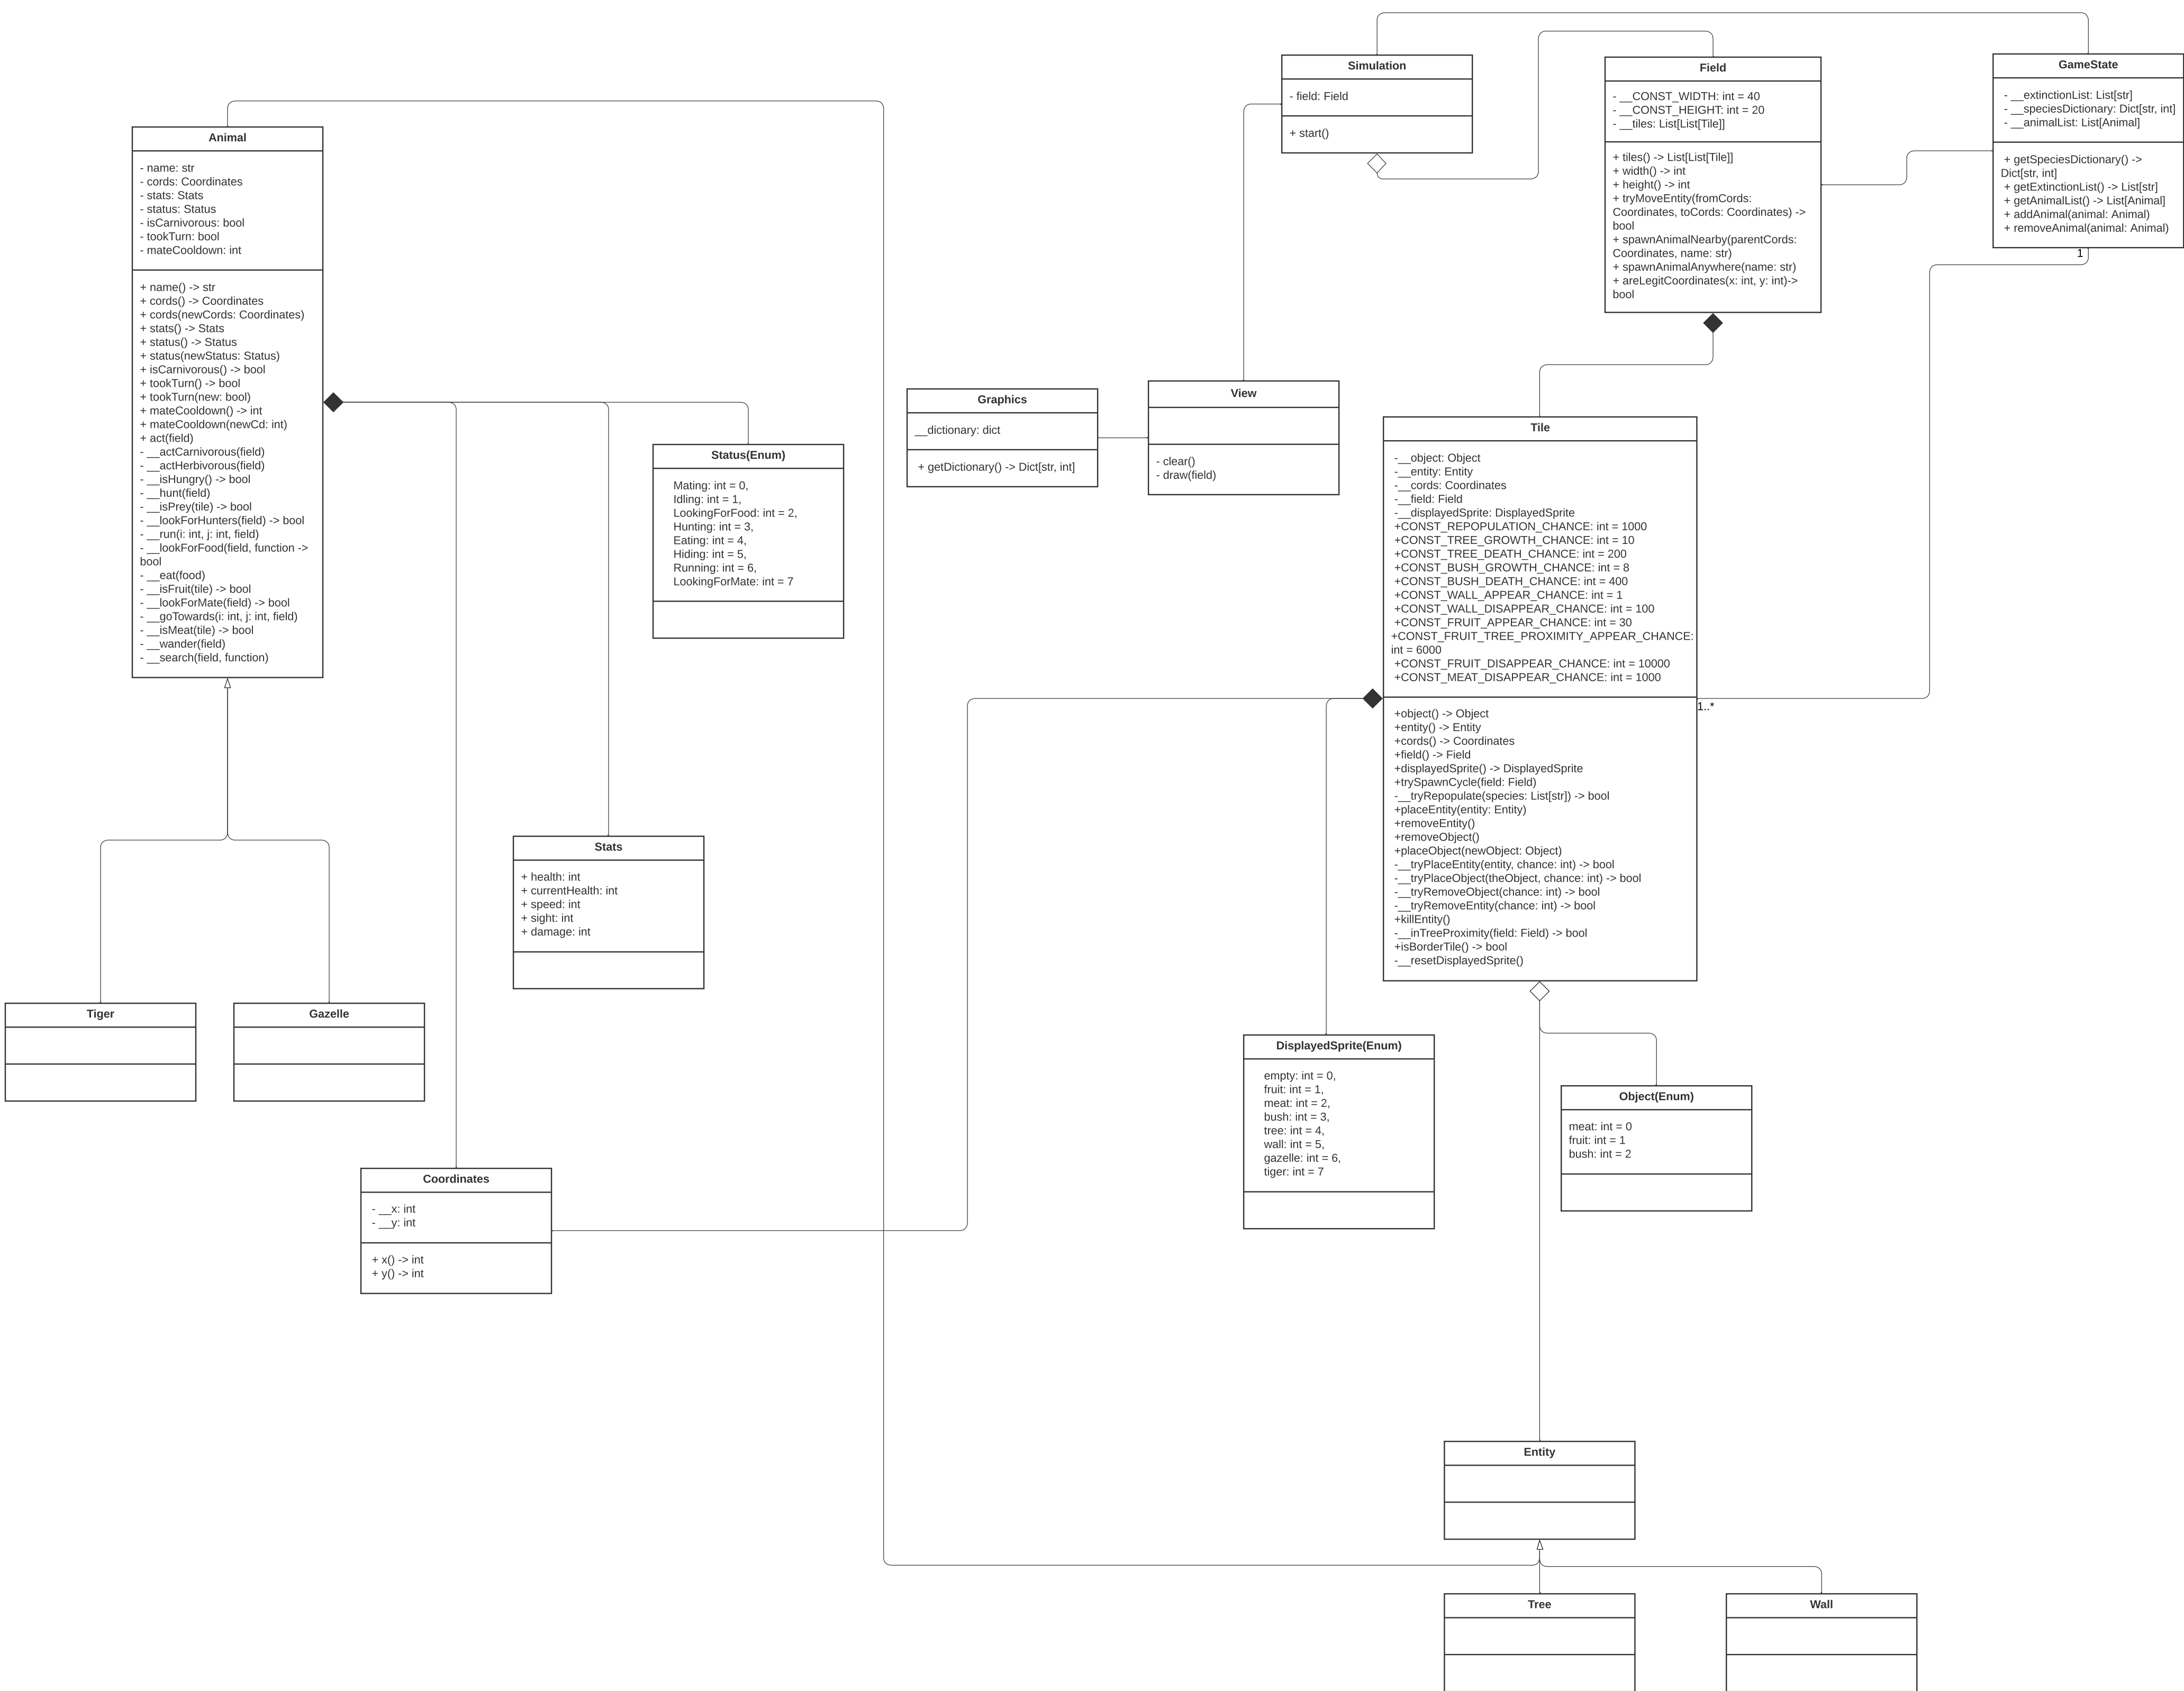 Simulation
- field: Field
+ start()
Field
- __CONST_WIDTH: int = 40
- __CONST_HEIGHT: int = 20
- __tiles: List[List[Tile]]
+ tiles() -> List[List[Tile]]
+ width() -> int
+ height() -> int
+ tryMoveEntity(fromCords:
Coordinates, toCords: Coordinates) ->
bool
+ spawnAnimalNearby(parentCords:
Coordinates, name: str)
+ spawnAnimalAnywhere(name: str)
+ areLegitCoordinates(x: int, y: int)->
bool
GameState
- __extinctionList: List[str]
- __speciesDictionary: Dict[str, int]
- __animalList: List[Animal]
+ getSpeciesDictionary() ->
Dict[str, int]
+ getExtinctionList() -> List[str]
+ getAnimalList() -> List[Animal]
+ addAnimal(animal: Animal)
+ removeAnimal(animal: Animal)
1
Animal
- name: str
- cords: Coordinates
- stats: Stats
- status: Status
- isCarnivorous: bool
- tookTurn: bool
- mateCooldown: int
+ name() -> str
+ cords() -> Coordinates
+ cords(newCords: Coordinates)
+ stats() -> Stats
+ status() -> Status
+ status(newStatus: Status)
+ isCarnivorous() -> bool
+ tookTurn() -> bool
+ tookTurn(new: bool)
+ mateCooldown() -> int
+ mateCooldown(newCd: int)
+ act(field)
- __actCarnivorous(field)
- __actHerbivorous(field)
- __isHungry() -> bool
- __hunt(field)
- __isPrey(tile) -> bool
- __lookForHunters(field) -> bool
- __run(i: int, j: int, field)
- __lookForFood(field, function ->
bool
- __eat(food)
- __isFruit(tile) -> bool
- __lookForMate(field) -> bool
- __goTowards(i: int, j: int, field)
- __isMeat(tile) -> bool
- __wander(field)
- __search(field, function)
Graphics
__dictionary: dict
+ getDictionary() -> Dict[str, int]
View
- clear()
- draw(field)
Status(Enum)
Mating: int = 0,
Idling: int = 1,
LookingForFood: int = 2,
Hunting: int = 3,
Eating: int = 4,
Hiding: int = 5,
Running: int = 6,
LookingForMate: int = 7
Tile
-__object: Object
-__entity: Entity
-__cords: Coordinates
-__field: Field
-__displayedSprite: DisplayedSprite
+CONST_REPOPULATION_CHANCE: int = 1000
+CONST_TREE_GROWTH_CHANCE: int = 10
+CONST_TREE_DEATH_CHANCE: int = 200
+CONST_BUSH_GROWTH_CHANCE: int = 8
+CONST_BUSH_DEATH_CHANCE: int = 400
+CONST_WALL_APPEAR_CHANCE: int = 1
+CONST_WALL_DISAPPEAR_CHANCE: int = 100
+CONST_FRUIT_APPEAR_CHANCE: int = 30
+CONST_FRUIT_TREE_PROXIMITY_APPEAR_CHANCE:
int = 6000
+CONST_FRUIT_DISAPPEAR_CHANCE: int = 10000
+CONST_MEAT_DISAPPEAR_CHANCE: int = 1000
+object() -> Object
+entity() -> Entity
+cords() -> Coordinates
+field() -> Field
+displayedSprite() -> DisplayedSprite
+trySpawnCycle(field: Field)
-__tryRepopulate(species: List[str]) -> bool
+placeEntity(entity: Entity)
+removeEntity()
+removeObject()
+placeObject(newObject: Object)
-__tryPlaceEntity(entity, chance: int) -> bool
-__tryPlaceObject(theObject, chance: int) -> bool
-__tryRemoveObject(chance: int) -> bool
-__tryRemoveEntity(chance: int) -> bool
+killEntity()
-__inTreeProximity(field: Field) -> bool
+isBorderTile() -> bool
-__resetDisplayedSprite()
1..*
Stats
+ health: int
+ currentHealth: int
+ speed: int
+ sight: int
+ damage: int
Tiger
Gazelle
DisplayedSprite(Enum)
empty: int = 0,
fruit: int = 1,
meat: int = 2,
bush: int = 3,
tree: int = 4,
wall: int = 5,
gazelle: int = 6,
tiger: int = 7
Object(Enum)
meat: int = 0
fruit: int = 1
bush: int = 2
Coordinates
- __x: int
- __y: int
+ x() -> int
+ y() -> int
Entity
Tree
Wall